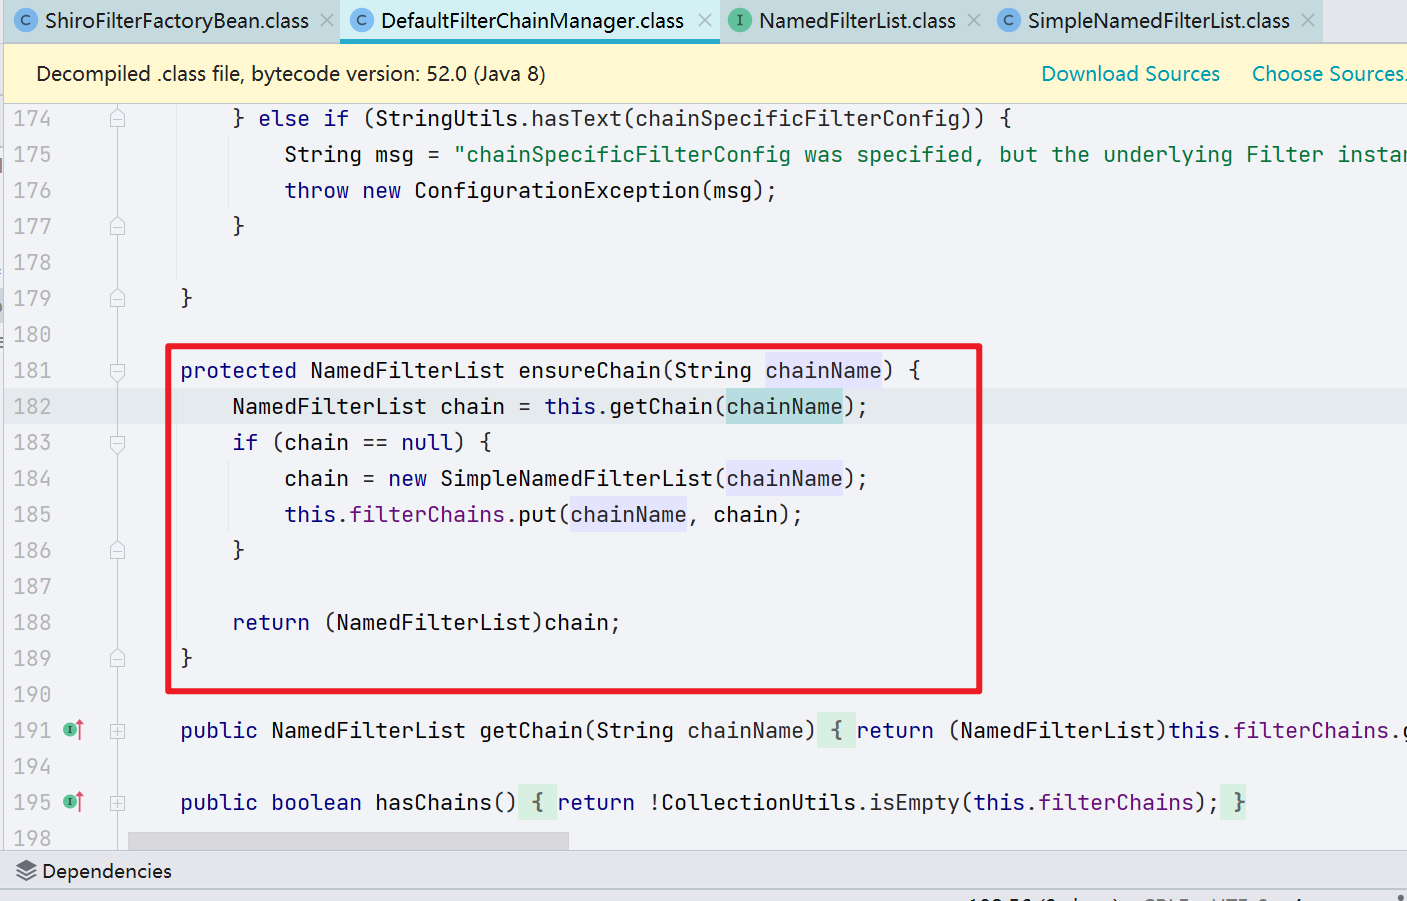 ShiroFilterFactoryBean.class DefaultFilterChainManager.class NamedFilterList.class SimpleNamedFilterList.class
Decompiled .class file, bytecode version: 52.0 (Java 8) Download Sources Choose Sources.
174 } else if (StringUtils.hasText(chainSpecificFilterConfig)) {
175 String msg = "chainSpecificFilterConfig was specified, but the underlying Filter instan
176 throw new ConfigurationException(msg);
177 }
178
179 }
180
181 protected NamedFilterList ensureChain(String chainName) {
182 NamedFilterList chain = this.getChain(chainName);
183 if (chain == null) {
184 chain = new SimpleNamedFilterList(chainName);
185 this.filterChains.put(chainName, chain);
186 }
187
188 return (NamedFilterList)chain;
189 }
190
191 public NamedFilterList getChain(String chainName) { return (NamedFilterList)this.filterChains.g
194
195 public boolean hasChains() { return !CollectionUtils.isEmpty(this.filterChains); }
198
Dependencies